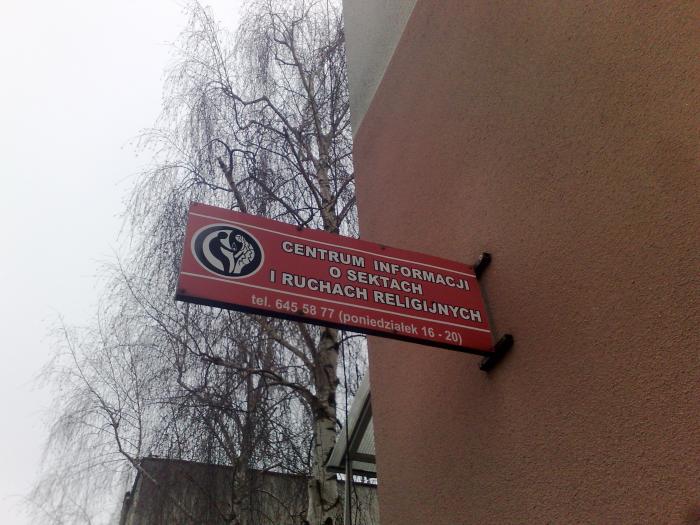 CENTRUM INFORMACJI
O SEKTACH
I RUCHACH RELIGIJNYCH
tel. 645 58 77 (poniedziałek 16 - 20)